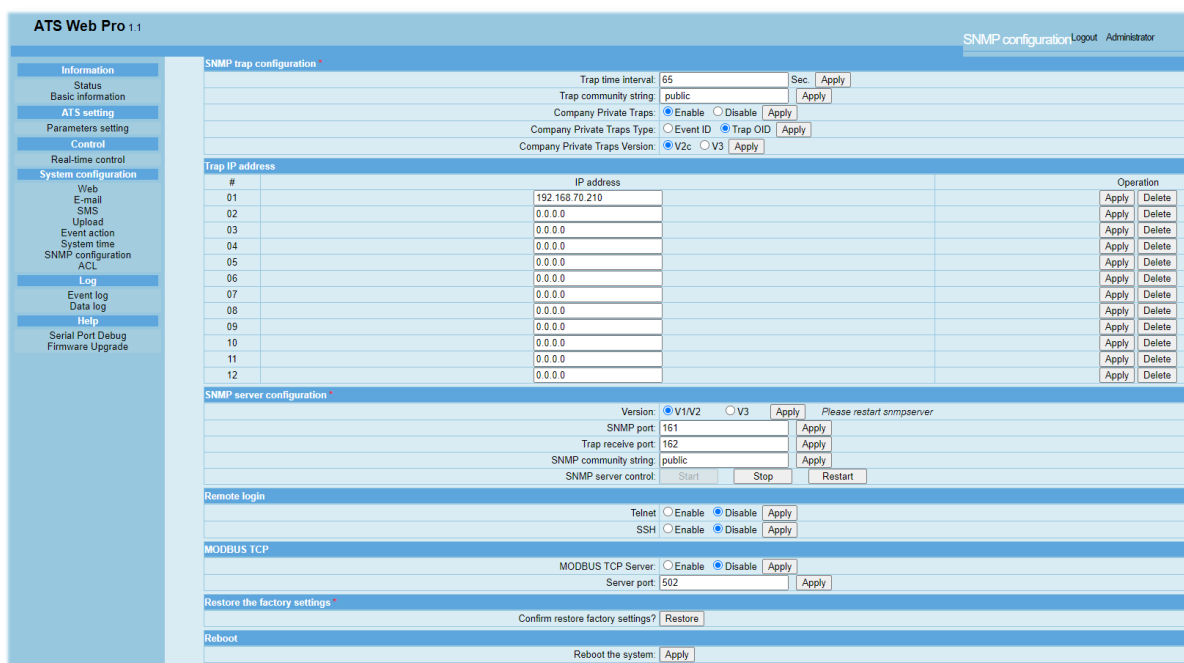 ATS Web Pro 1.1
SNMP configuration Logout Administrator
Information
Status
Basic information
ATS setting
Parameters setting
Control
Real-time control
System configuration
Web
E-mail
SMS
Upload
Event action
System time
SNMP configuration
ACL
Log
Event log
Data log
Help
Serial Port Debug
Firmware Upgrade
SNMP trap configuration *
Trap time interval: 65 Sec. Apply
Trap community string: public Apply
Company Private Traps: Enable Disable Apply
Company Private Traps Type: Event ID Trap OID Apply
Company Private Traps Version: V2c V3 Apply
Trap IP address
# IP address Operation
01 192.168.70.210 Apply Delete
02 0.0.0.0 Apply Delete
03 0.0.0.0 Apply Delete
04 0.0.0.0 Apply Delete
05 0.0.0.0 Apply Delete
06 0.0.0.0 Apply Delete
07 0.0.0.0 Apply Delete
08 0.0.0.0 Apply Delete
09 0.0.0.0 Apply Delete
10 0.0.0.0 Apply Delete
11 0.0.0.0 Apply Delete
12 0.0.0.0 Apply Delete
SNMP server configuration *
Version: V1/V2 V3 Apply Please restart snmpserver
SNMP port: 161 Apply
Trap receive port: 162 Apply
SNMP community string: public Apply
SNMP server control: Start Stop Restart
Remote login
Telnet Enable Disable Apply
SSH Enable Disable Apply
MODBUS TCP
MODBUS TCP Server: Enable Disable Apply
Server port: 502 Apply
Restore the factory settings *
Confirm restore factory settings? Restore
Reboot
Reboot the system: Apply